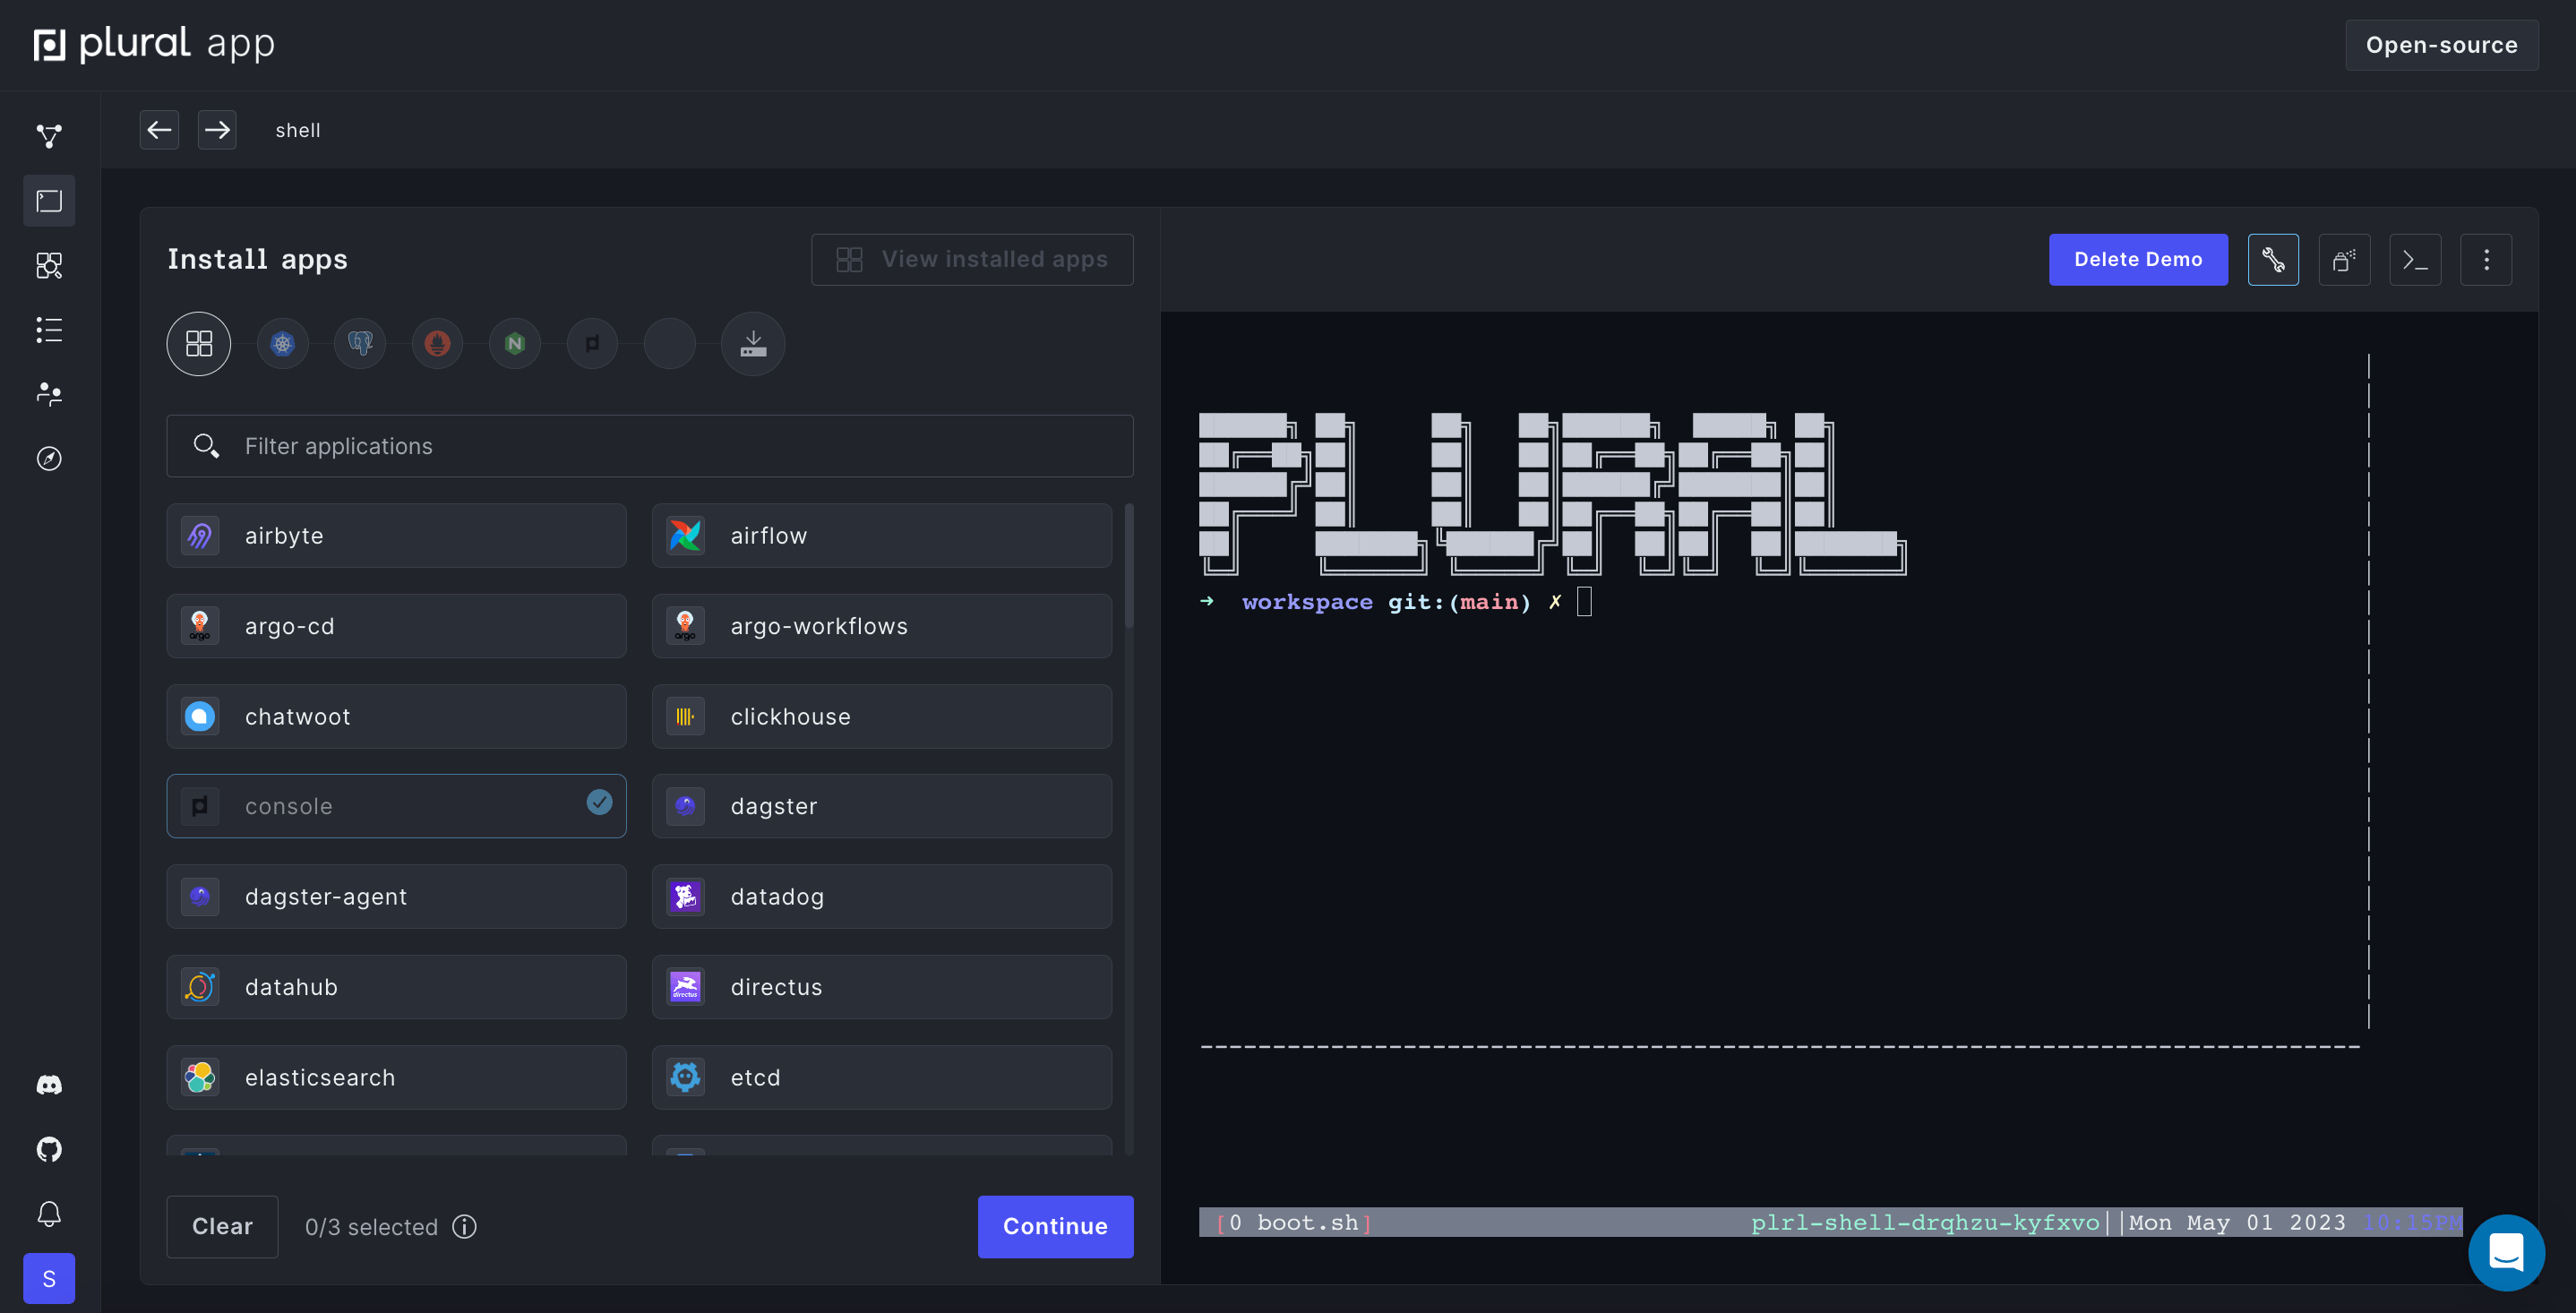 plural app
Open-source
shell
Install apps
View installed apps
Delete Demo
Filter applications
airbyte
airflow
argo-cd
argo-workflows
chatwoot
clickhouse
console
dagster
dagster-agent
datadog
datahub
directus
elasticsearch
etcd
Clear
0/3 selected
Continue
PLURAL
➜ workspace git:(main) ✗
[0 boot.sh]
plrl-shell-drqhzu-kyfxvo||Mon May 01 2023 10:15PM
S